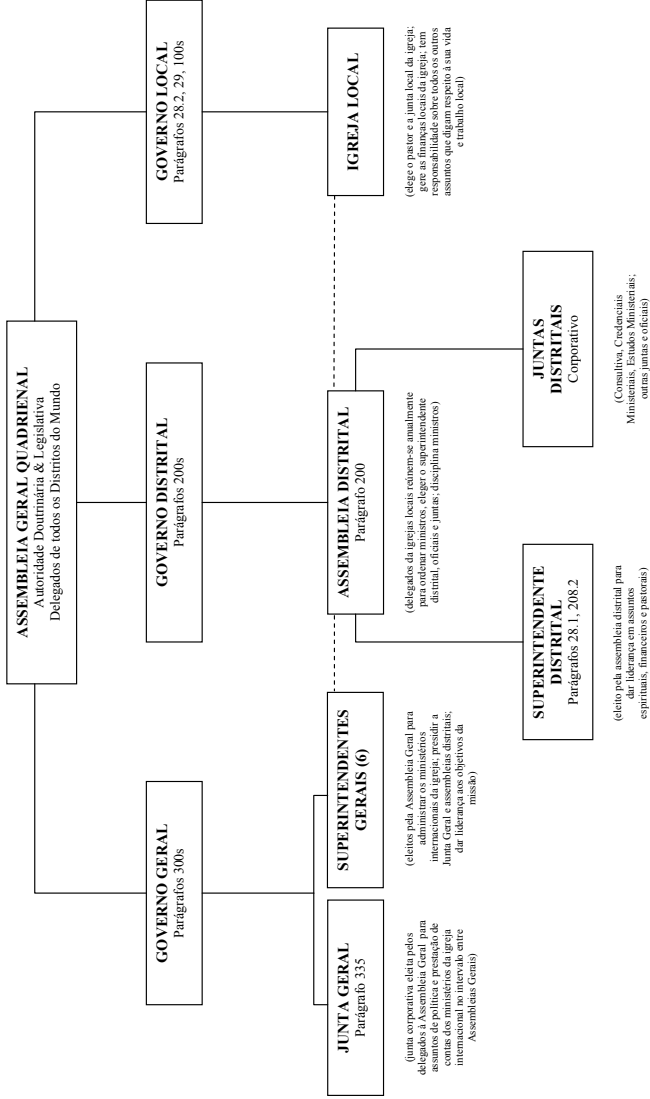 ASSEMBLEIA GERAL QUADRIENAL
Autoridade Doutrinária & Legislativa
Delegados de todos os Distritos do Mundo
GOVERNO GERAL
Parágrafos 300s
GOVERNO DISTRITAL
Parágrafos 200s
GOVERNO LOCAL
Parágrafos 28.2, 29, 100s
JUNTA GERAL
Parágrafo 335
(junta corporativa eleita pelos
delegados à Assembleia Geral para
assuntos de política e prestação de
contas dos ministérios da igreja
internacional no intervalo entre
Assembleias Gerais)
SUPERINTENDENTES
GERAIS (6)
(eleitos pela Assembleia Geral para
administrar os ministérios
internacionais da igreja; presidir a
Junta Geral e assembleias distritais;
dar liderança aos objetivos da
missão)
ASSEMBLEIA DISTRITAL
Parágrafo 200
(delegados da igrejas locais reúnem-se anualmente
para ordenar ministros, eleger o superintendente
distrital, oficiais e juntas; disciplina ministros)
IGREJA LOCAL
(elege o pastor e a junta local da igreja;
gere as finanças locais da igreja; tem
responsabilidade sobre todos os outros
assuntos que digam respeito à sua vida
e trabalho local)
SUPERINTENDENTE
DISTRITAL
Parágrafos 28.1, 208.2
(eleito pela assembleia distrital para
dar liderança em assuntos
espirituais, financeiros e pastorais)
JUNTAS
DISTRITAIS
Corporativo
(Consultiva, Credenciais
Ministeriais, Estudos Ministeriais;
outras juntas e oficiais)